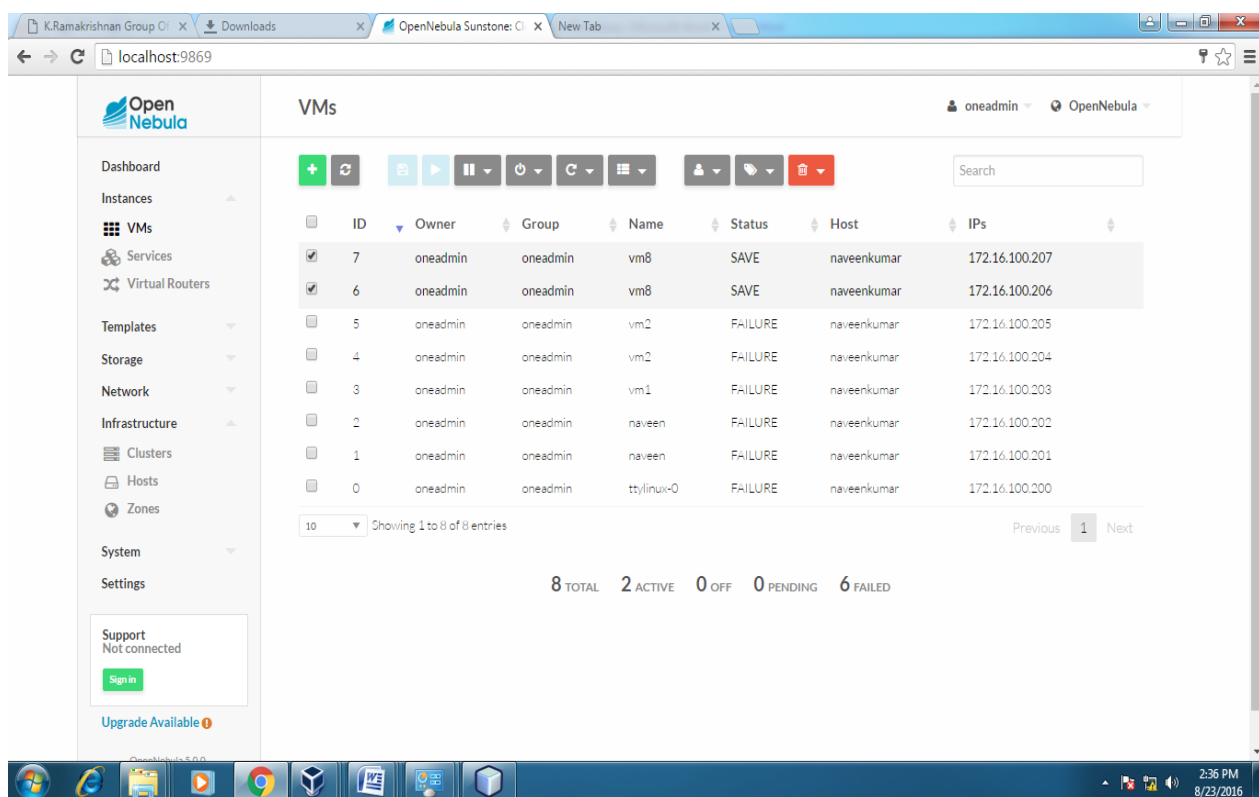 K.Ramakrishnan Group Of
Downloads
OpenNebula Sunstone: Cl
New Tab
localhost:9869
Open
Nebula
VMs
oneadmin
OpenNebula
Dashboard
Instances
VMs
Services
Virtual Routers
Templates
Storage
Network
Infrastructure
Clusters
Hosts
Zones
System
Settings
Support
Not connected
Sign in
Upgrade Available
OpenNebula 5.0.0
Search
ID Owner Group Name Status Host IPs
7 oneadmin oneadmin vm8 SAVE naveenkumar 172.16.100.207
6 oneadmin oneadmin vm8 SAVE naveenkumar 172.16.100.206
5 oneadmin oneadmin vm2 FAILURE naveenkumar 172.16.100.205
4 oneadmin oneadmin vm2 FAILURE naveenkumar 172.16.100.204
3 oneadmin oneadmin vm1 FAILURE naveenkumar 172.16.100.203
2 oneadmin oneadmin naveen FAILURE naveenkumar 172.16.100.202
1 oneadmin oneadmin naveen FAILURE naveenkumar 172.16.100.201
0 oneadmin oneadmin ttylinux-0 FAILURE naveenkumar 172.16.100.200
10 Showing 1 to 8 of 8 entries
Previous 1 Next
8 TOTAL 2 ACTIVE 0 OFF 0 PENDING 6 FAILED
2:36 PM
8/23/2016